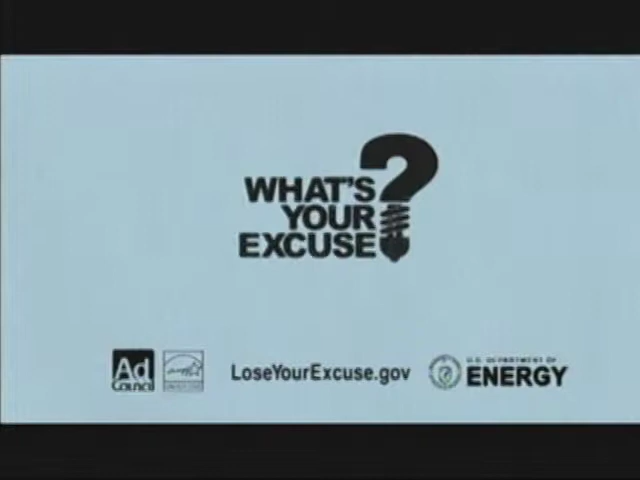 WHAT'S
YOUR
EXCUSE?
Ad
Council
LoseYourExcuse.gov
U.S. DEPARTMENT OF
ENERGY